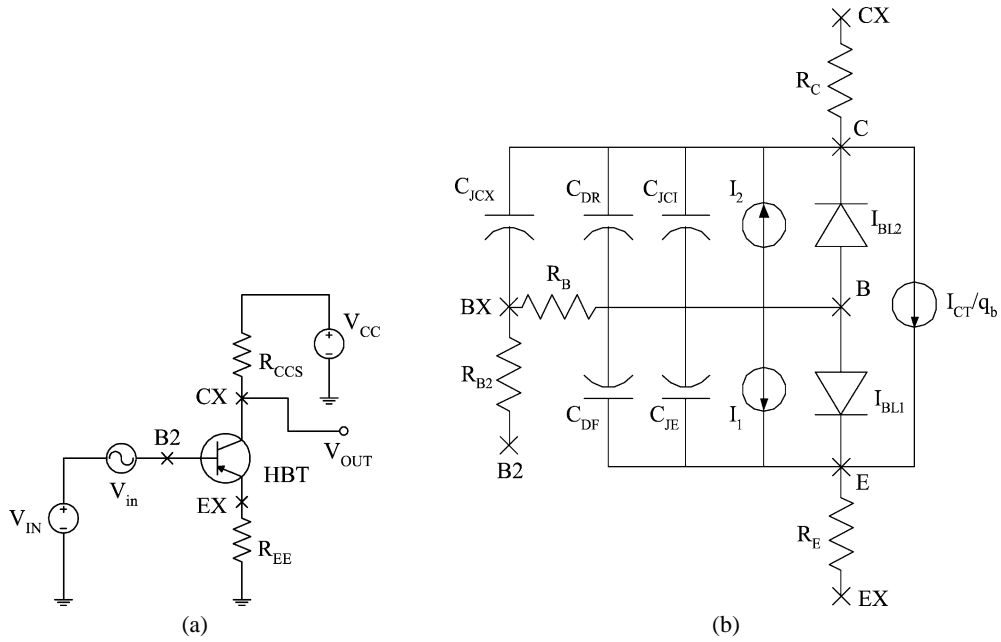 V_CC
R_CCS
CX
B2
V_OUT
HBT
V_in
EX
V_IN
R_EE
(a)
CX
R_C
C
C_JCX
C_DR
C_JCI
I_2
I_BL2
R_B
B
BX
I_CT/q_b
R_B2
C_DF
C_JE
I_1
I_BL1
B2
E
R_E
EX
(b)